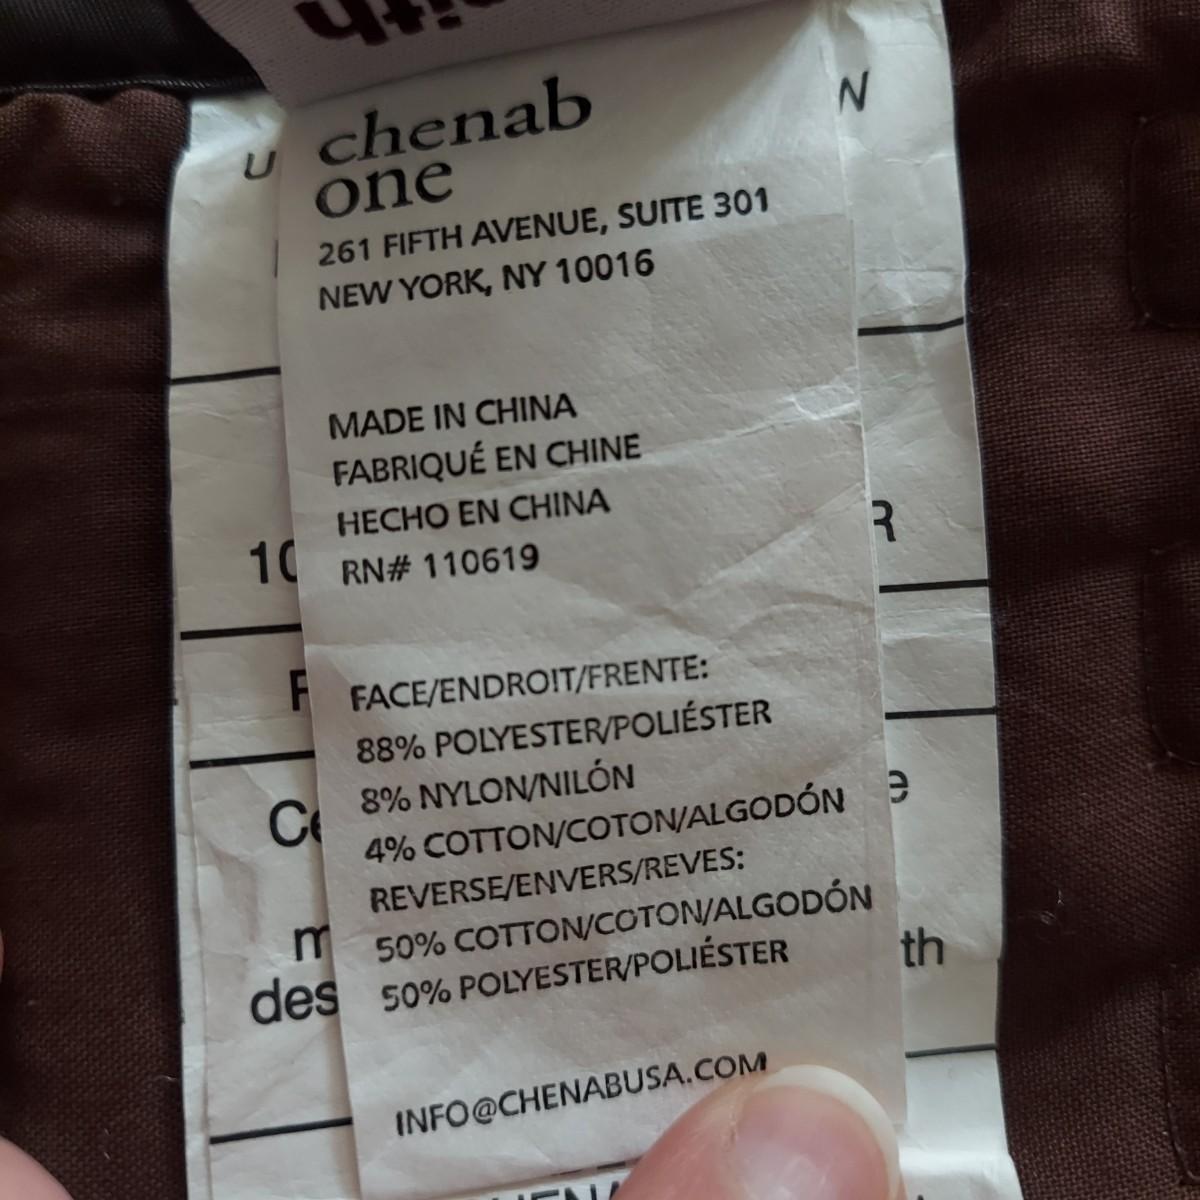 chenab
one
261 FIFTH AVENUE, SUITE 301
NEW YORK, NY 10016
MADE IN CHINA
FABRIQUÉ EN CHINE
HECHO EN CHINA
RN# 110619
FACE/ENDROIT/FRENTE:
88% POLYESTER/POLIÉSTER
8% NYLON/NILÓN
4% COTTON/COTON/ALGODÓN
REVERSE/ENVERS/REVES:
50% COTTON/COTON/ALGODÓN
50% POLYESTER/POLIÉSTER
INFO@CHENABUSA.COM